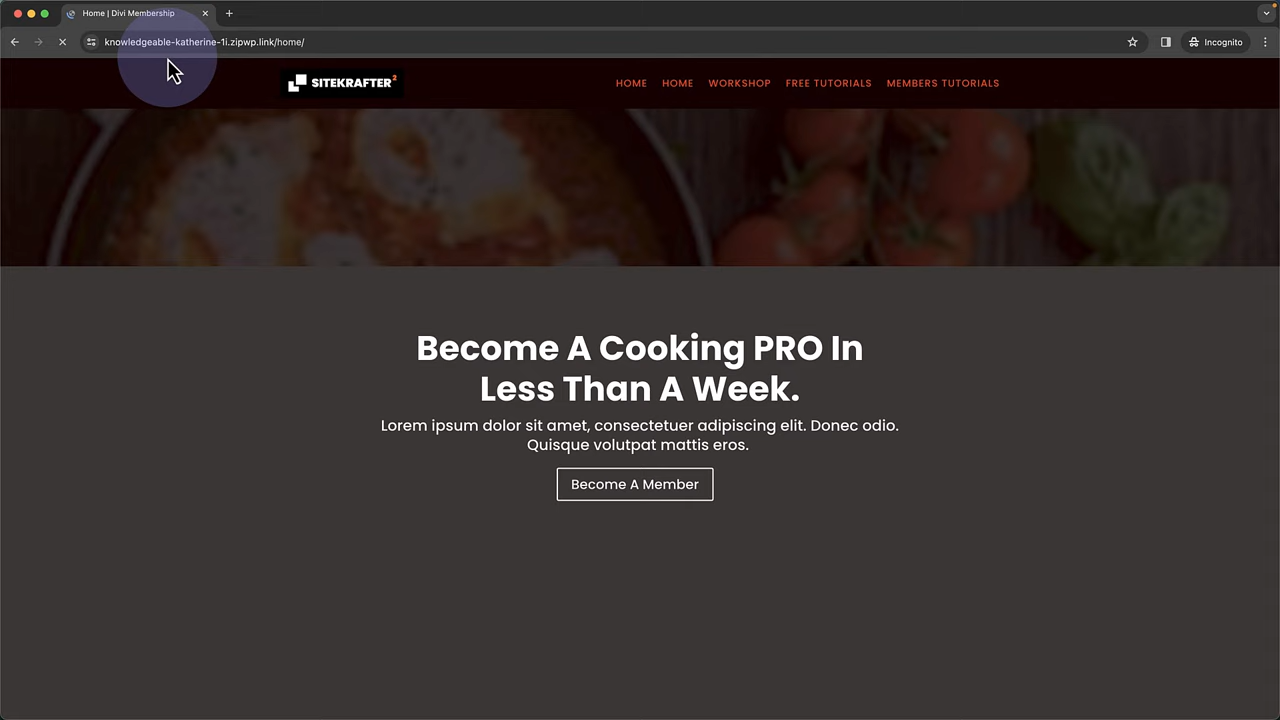 Home | Divi Membership
knowledgeable-katherine-1i.zipwp.link/home/
Incognito
SITEKRAFTER2
HOME HOME WORKSHOP FREE TUTORIALS MEMBERS TUTORIALS
Become A Cooking PRO In
Less Than A Week.
Lorem ipsum dolor sit amet, consectetuer adipiscing elit. Donec odio.
Quisque volutpat mattis eros.
Become A Member